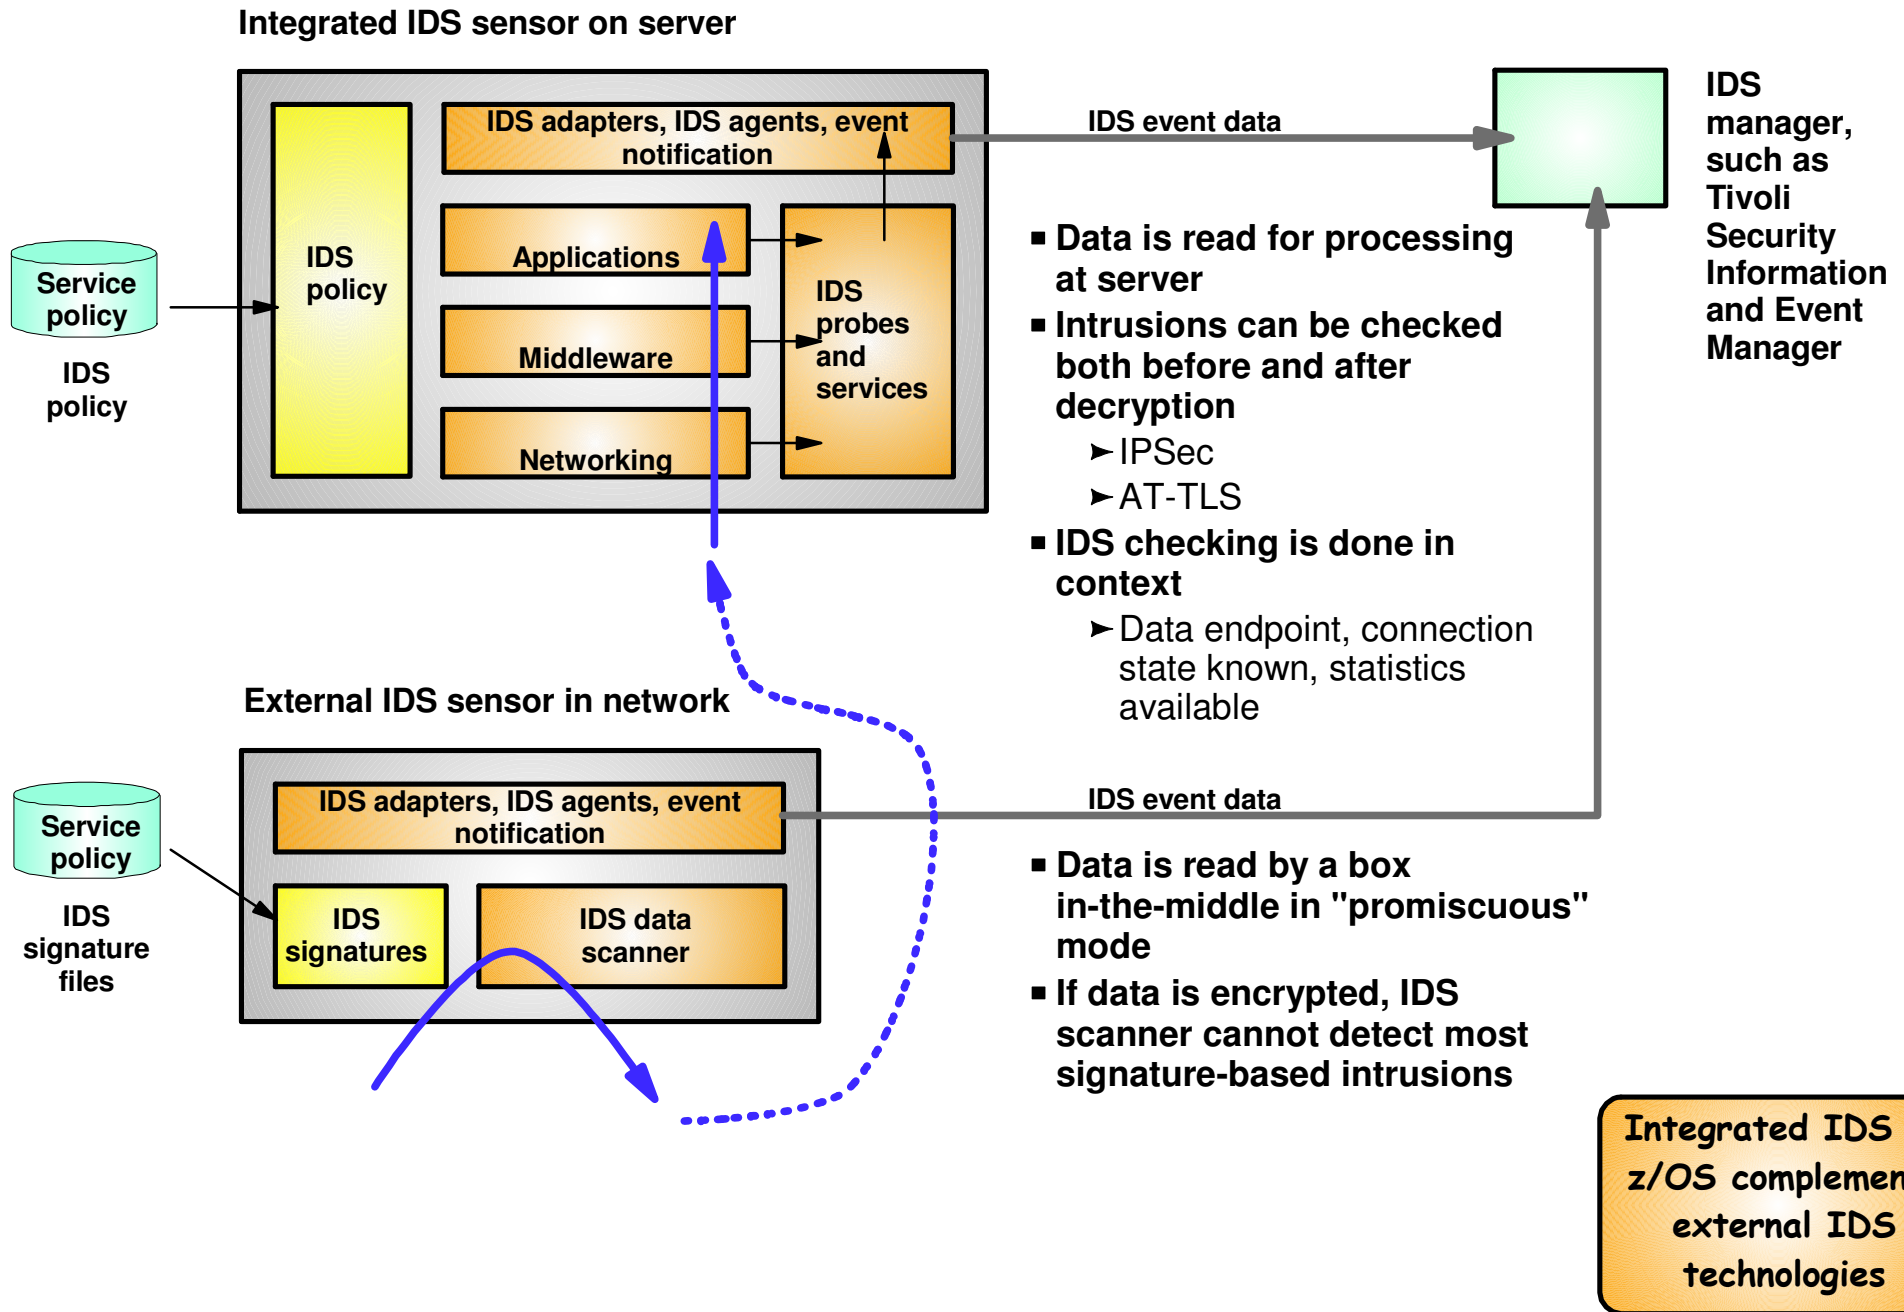 Integrated IDS sensor on server
IDS adapters, IDS agents, event
notification
IDS event data
IDS
manager,
such as
Tivoli
Security
Information
and Event
Manager
Service
policy
IDS
policy
IDS
policy
Applications
Middleware
Networking
IDS
probes
and
services
Data is read for processing
at server
Intrusions can be checked
both before and after
decryption
IPSec
AT-TLS
IDS checking is done in
context
Data endpoint, connection
state known, statistics
available
External IDS sensor in network
IDS adapters, IDS agents, event
notification
IDS event data
Service
policy
IDS
signature
files
IDS
signatures
IDS data
scanner
Data is read by a box
in-the-middle in "promiscuous"
mode
If data is encrypted, IDS
scanner cannot detect most
signature-based intrusions
Integrated IDS
z/OS
external IDS
technologies